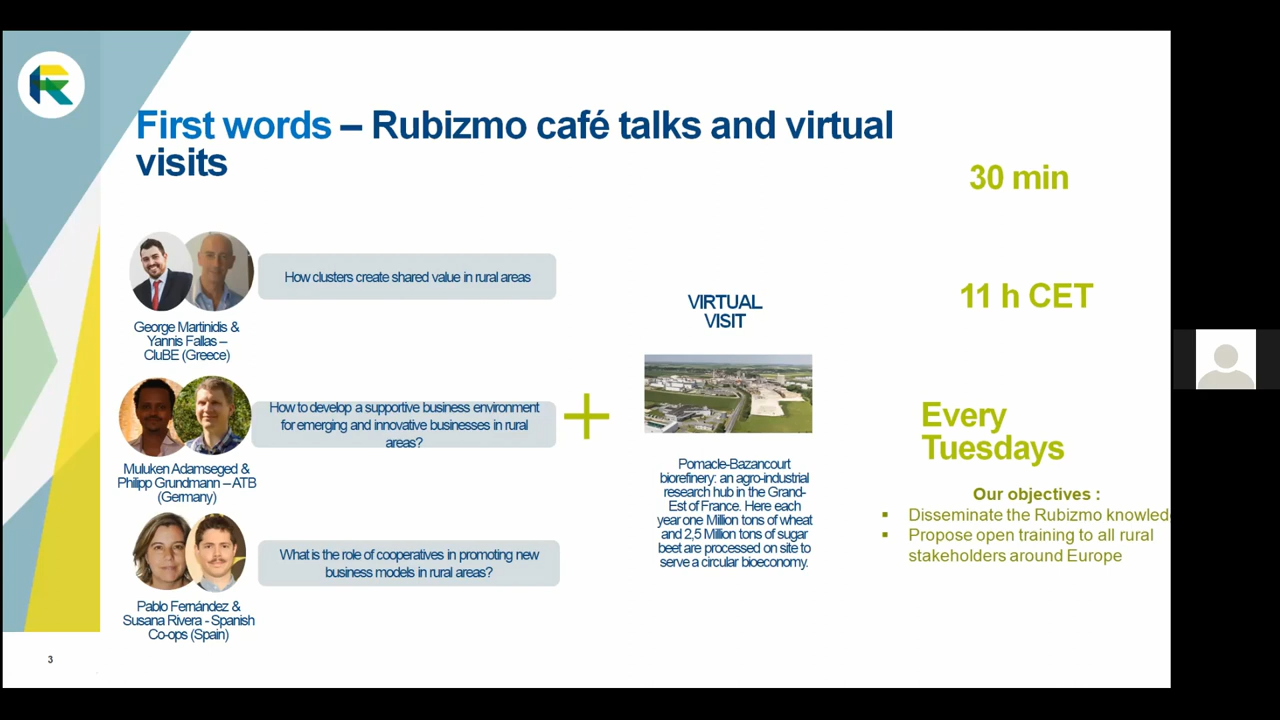 First words – Rubizmo café talks and virtual
visits
30 min
How clusters create shared value in rural areas
George Martinidis &
Yannis Fallas –
CluBE (Greece)
11 h CET
VIRTUAL
VISIT
How to develop a supportive business environment
for emerging and innovative businesses in rural
areas?
Muluken Adamseged &
Philipp Grundmann – ATB
(Germany)
Every
Tuesdays
Pomacle-Bazancourt
biorefinery: an agro-industrial
research hub in the Grand-
Est of France. Here each
year one Million tons of wheat
and 2,5 Million tons of sugar
beet are processed on site to
serve a circular bioeconomy.
Our objectives :
▪ Disseminate the Rubizmo knowled
▪ Propose open training to all rural
stakeholders around Europe
What is the role of cooperatives in promoting new
business models in rural areas?
Pablo Fernández &
Susana Rivera - Spanish
Co-ops (Spain)
3